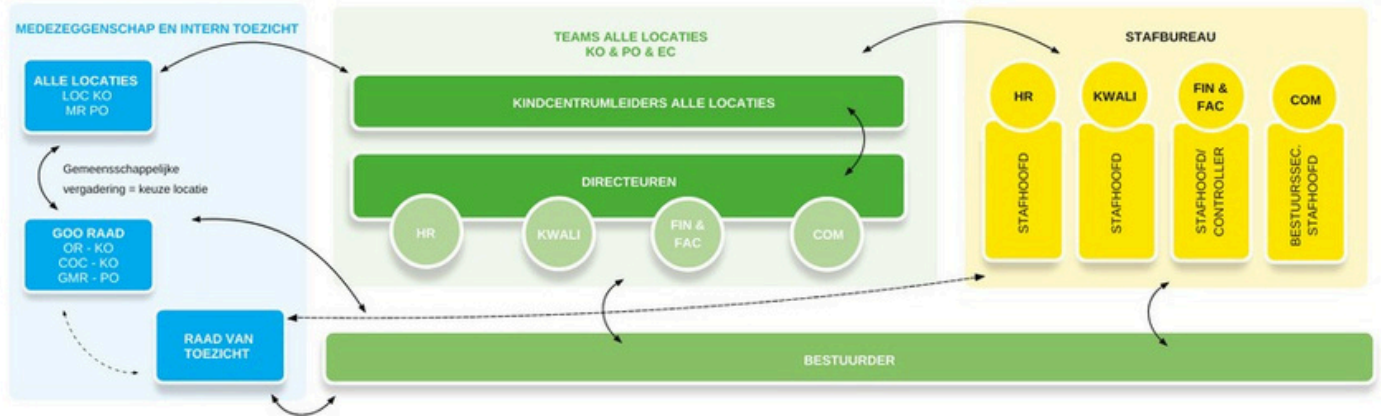 MEDEZEGGENSCHAP EN INTERN TOEZICHT
ALLE LOCATIES
LOC KO
MR PO
Gemeensschappelijke
vergadering = keuze locatie
GOO RAAD
OR - KO
COC - KO
GMR - PO
RAAD VAN
TOEZICHT
TEAMS ALLE LOCATIES
KO & PO & EC
KINDCENTRUMLEIDERS ALLE LOCATIES
DIRECTEUREN
HR
KWALI
FIN &
FAC
COM
STAFBUREAU
HR
KWALI
FIN &
FAC
COM
STAFHOOFD
STAFHOOFD
STAFHOOFD/
CONTROLLER
BESTUURSSEC.
STAFHOOFD
BESTUURDER